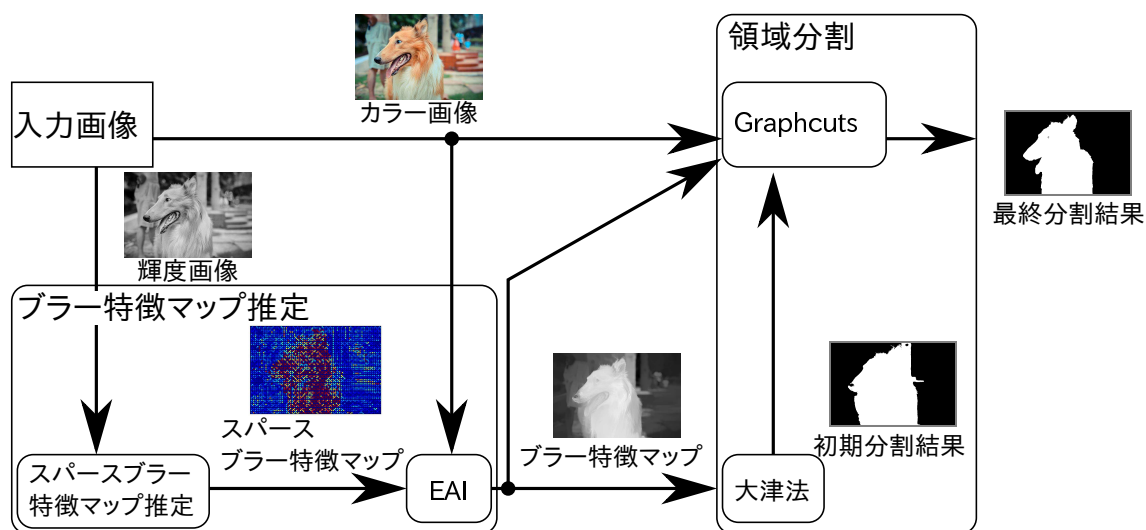 領域分割
入力画像
カラー画像
Graphcuts
輝度画像
最終分割結果
ブラー特徴マップ推定
スパース
ブラー特徴マップ
ブラー特徴マップ
初期分割結果
スパースブラー
特徴マップ推定
EAI
大津法